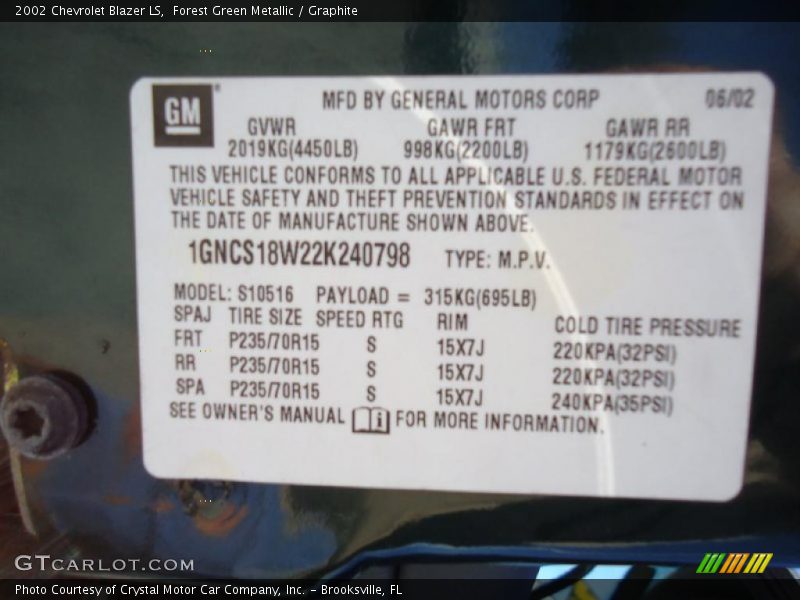 2002 Chevrolet Blazer LS, Forest Green Metallic / Graphite
GM MFD BY GENERAL MOTORS CORP 06/02
GVWR GAWR FRT GAWR RR
2019KG(4450LB) 998KG(2200LB) 1179KG(2600LB)
THIS VEHICLE CONFORMS TO ALL APPLICABLE U.S. FEDERAL MOTOR
VEHICLE SAFETY AND THEFT PREVENTION STANDARDS IN EFFECT ON
THE DATE OF MANUFACTURE SHOWN ABOVE.
1GNCS18W22K240798 TYPE: M.P.V.
MODEL: S10516 PAYLOAD = 315KG(695LB)
SPAJ TIRE SIZE SPEED RTG RIM COLD TIRE PRESSURE
FRT P235/70R15 S 15X7J 220KPA(32PSI)
RR P235/70R15 S 15X7J 220KPA(32PSI)
SPA P235/70R15 S 15X7J 240KPA(35PSI)
SEE OWNER'S MANUAL i FOR MORE INFORMATION.
GTCARLOT.COM
Photo Courtesy of Crystal Motor Car Company, Inc. – Brooksville, FL